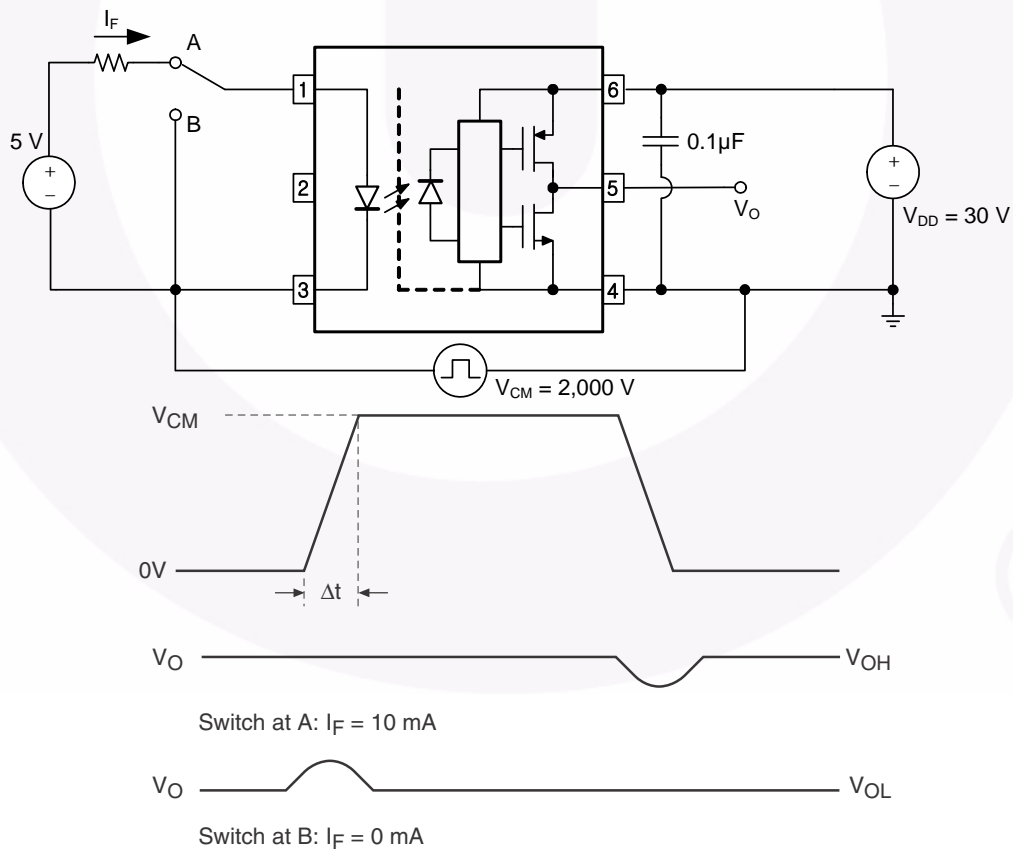 I_F
A
B
5 V
+
−
1
2
3
6
5
4
0.1µF
V_O
+
−
V_DD = 30 V
V_CM = 2,000 V
V_CM
0V
Δt
V_O
V_OH
Switch at A: I_F = 10 mA
V_O
V_OL
Switch at B: I_F = 0 mA